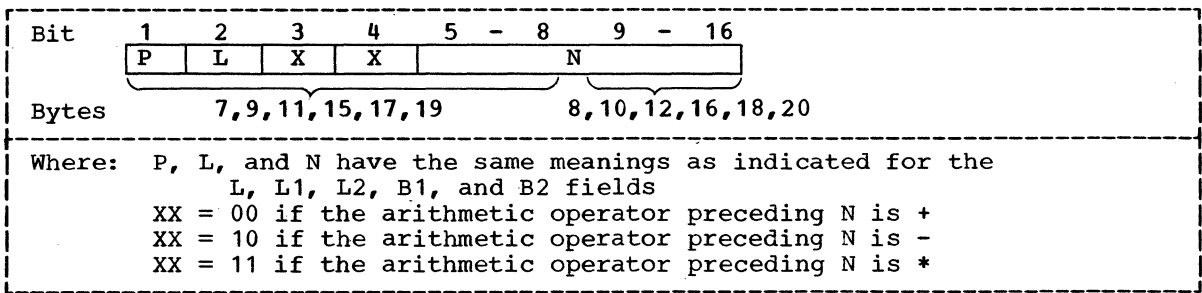 Bit 1 2 3 4 5 - 8 9 - 16
P L X X N
Bytes 7,9,11,15,17,19 8,10,12,16,18,20
Where: P, L, and N have the same meanings as indicated for the
L, L1, L2, B1, and B2 fields
XX = 00 if the arithmetic operator preceding N is +
XX = 10 if the arithmetic operator preceding N is -
XX = 11 if the arithmetic operator preceding N is *